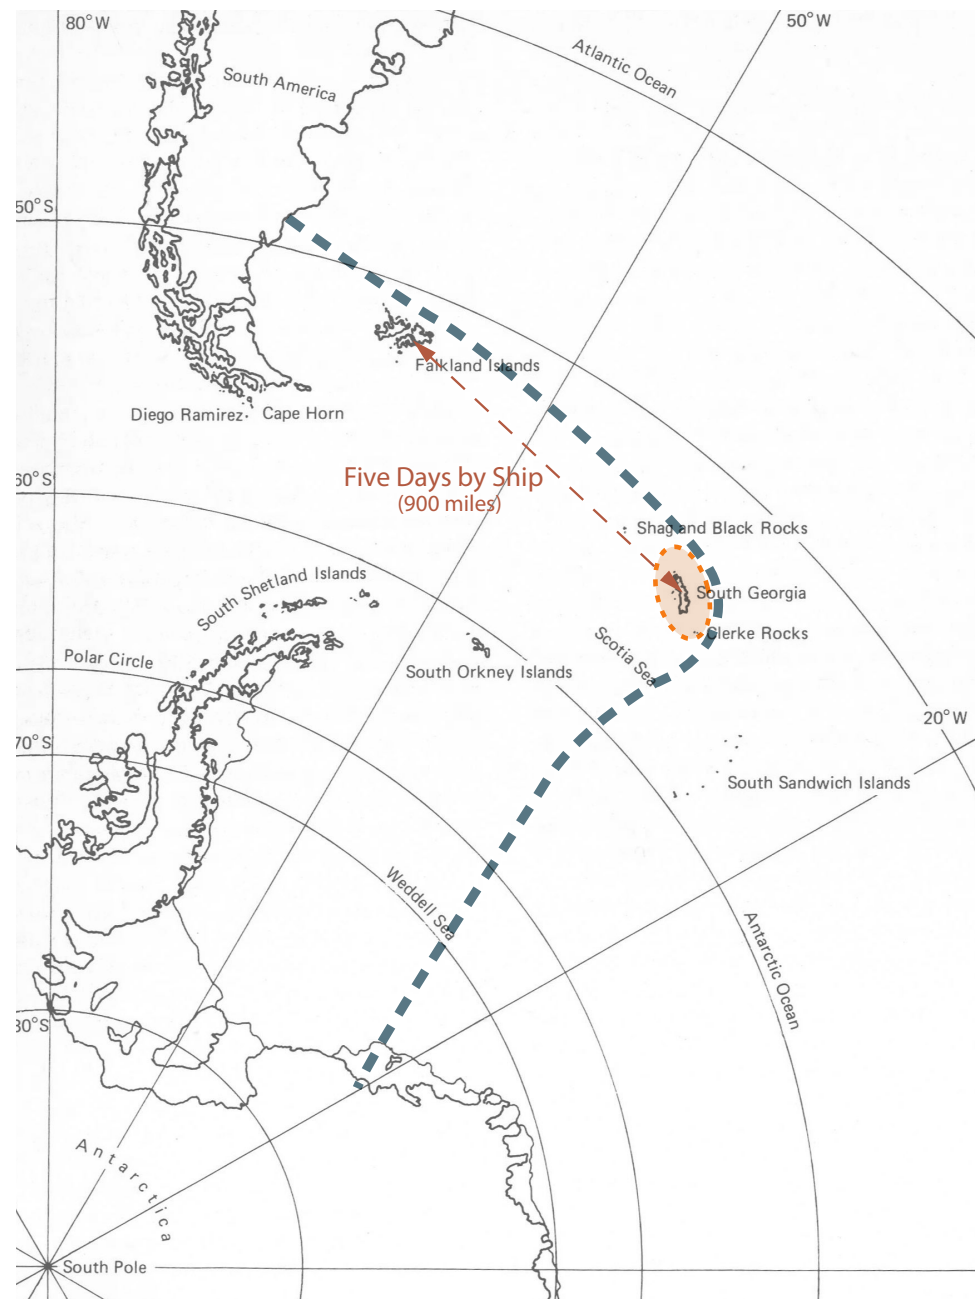 80°W
50°W
Atlantic Ocean
South America
50°S
Falkland Islands
Diego Ramirez
Cape Horn
Five Days by Ship
(900 miles)
60°S
Shag and Black Rocks
South Shetland Islands
South Georgia
Clerke Rocks
Scotia Sea
Polar Circle
South Orkney Islands
20°W
70°S
South Sandwich Islands
Weddell Sea
Antarctic Ocean
80°S
Antarctica
South Pole